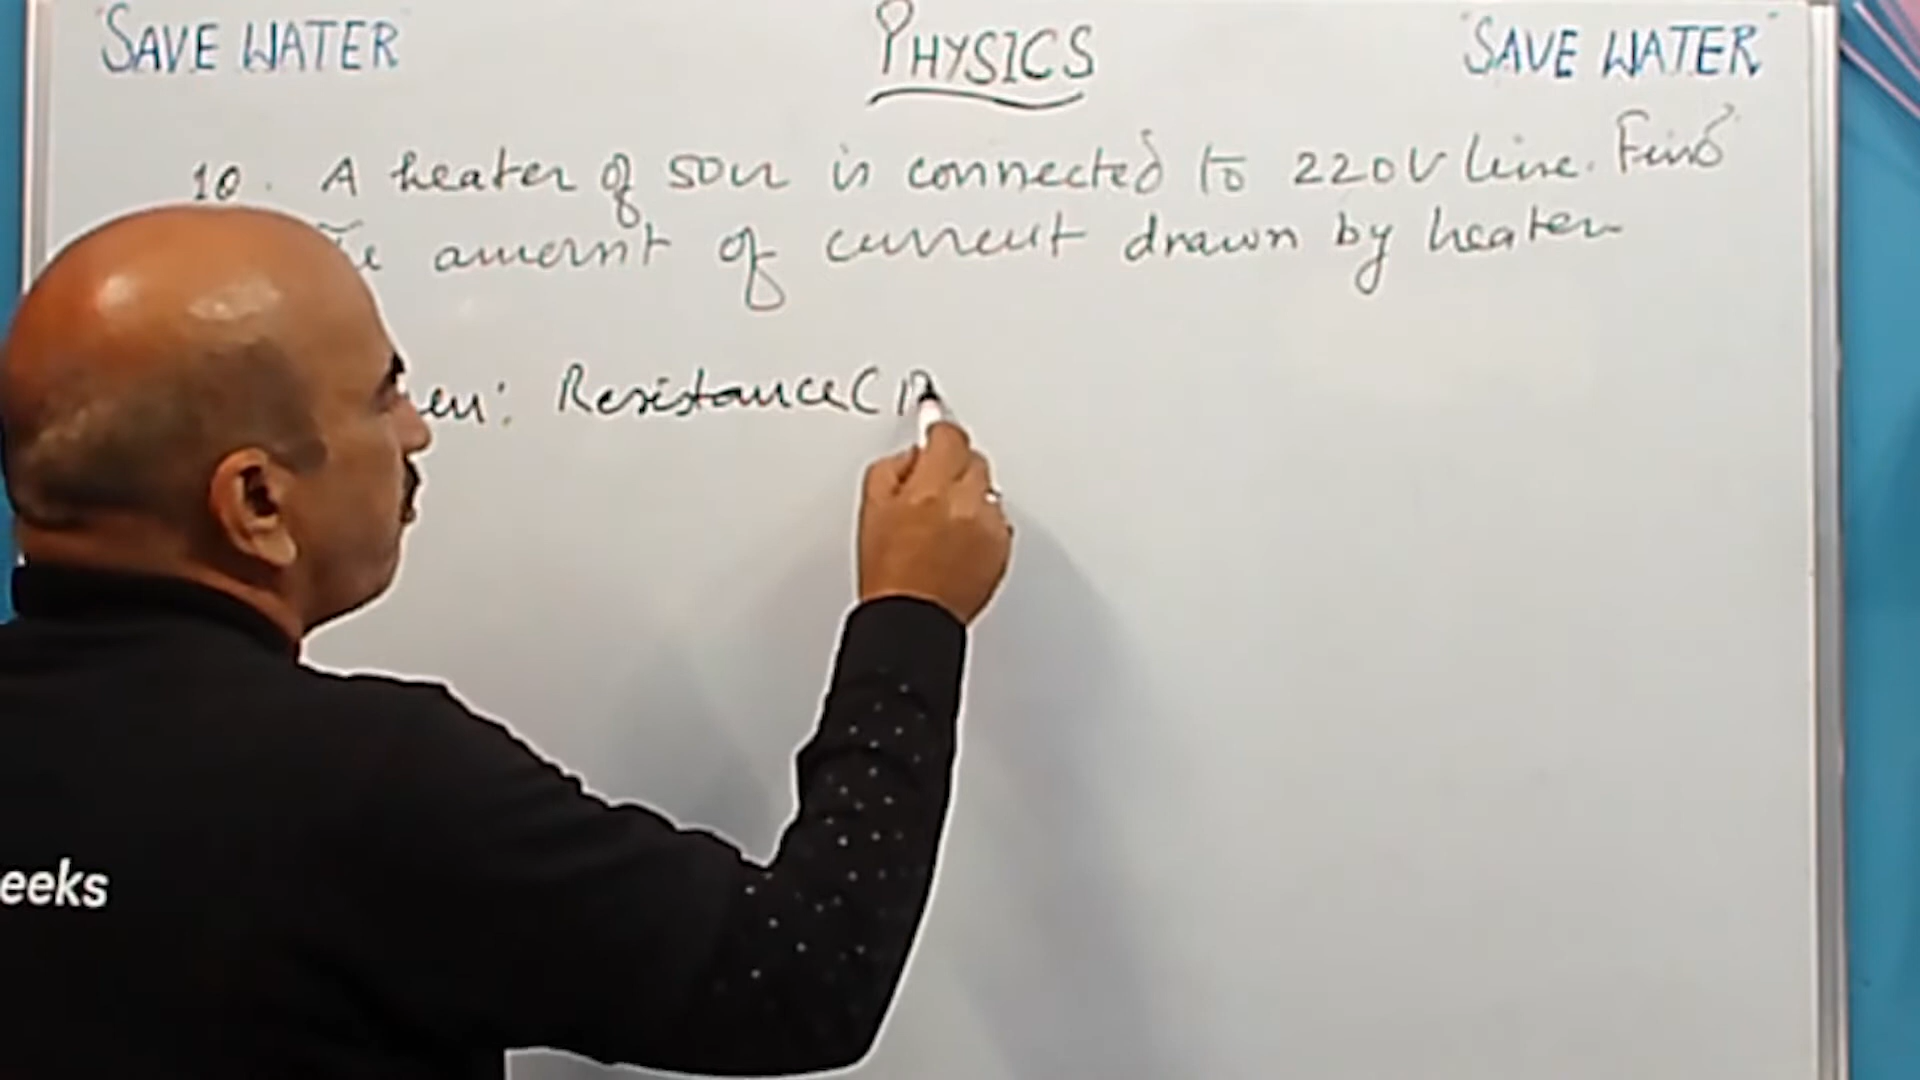 "SAVE WATER
PHYSICS
"SAVE WATER"
10. A heater of 50Ω is connected to 220V line. Find
amount of current drawn by heater
en: Resistance (R
eeks